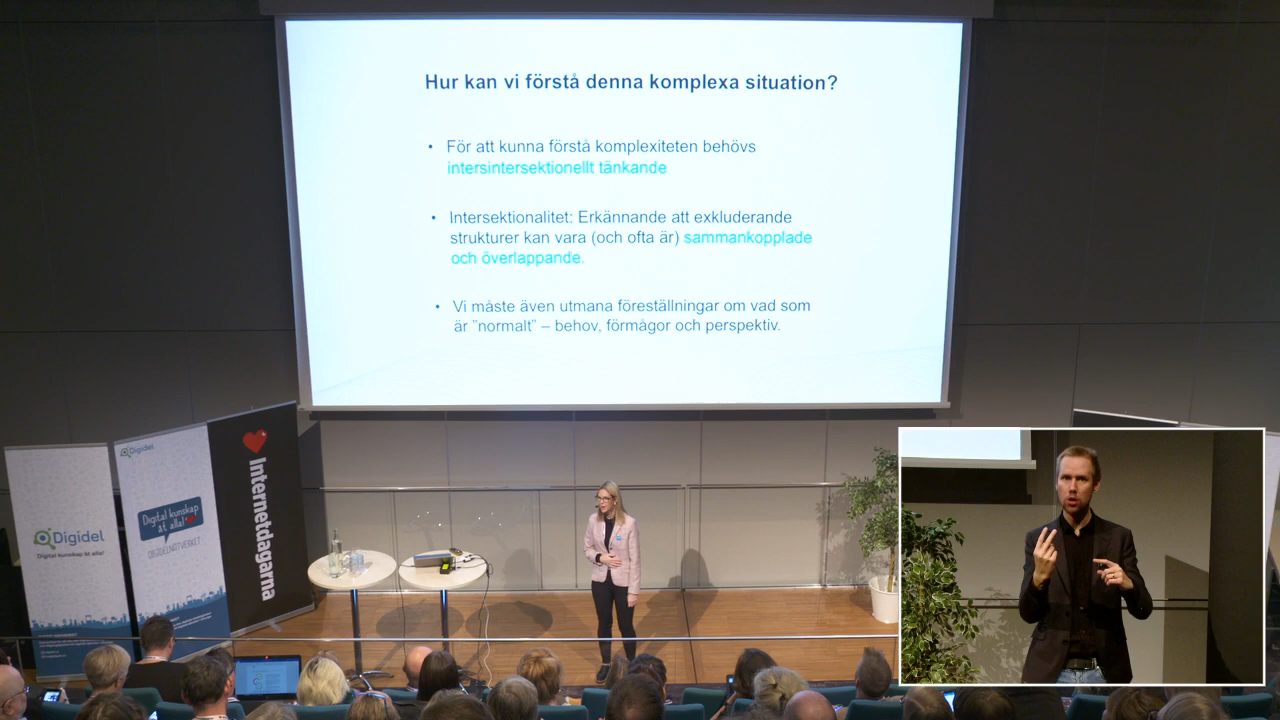 Hur kan vi förstå denna komplexa situation?
• För att kunna förstå komplexiteten behövs
intersintersektionellt tänkande
• Intersektionalitet: Erkännande att exkluderande
strukturer kan vara (och ofta är) sammankopplade
och överlappande.
• Vi måste även utmana föreställningar om vad som
är ”normalt” – behov, förmågor och perspektiv.
Digidel
Digital kunskap åt alla!
Digidel
Digital kunskap
åt alla!
DIGIDELNÄTVERKET
Internetdagarna